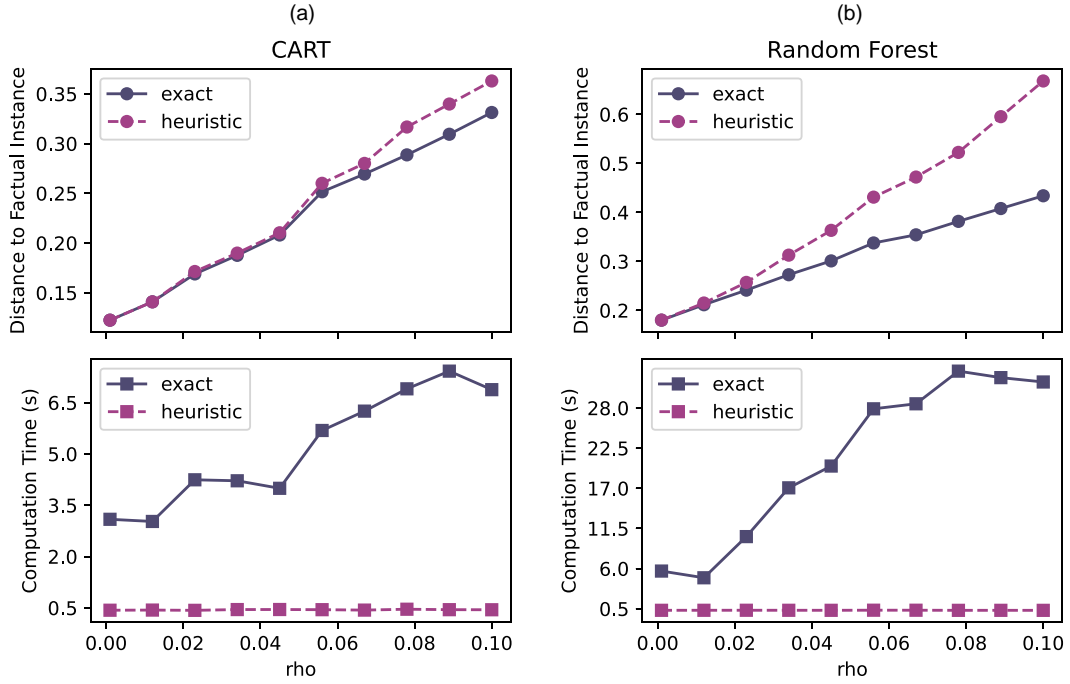 (a)
CART
Distance to Factual Instance
0.35
0.30
0.25
0.20
0.15
exact
heuristic
Computation Time (s)
6.5
5.0
3.5
2.0
0.5
exact
heuristic
0.00 0.02 0.04 0.06 0.08 0.10
rho
(b)
Random Forest
Distance to Factual Instance
0.6
0.5
0.4
0.3
0.2
exact
heuristic
Computation Time (s)
28.0
22.5
17.0
11.5
6.0
0.5
exact
heuristic
0.00 0.02 0.04 0.06 0.08 0.10
rho